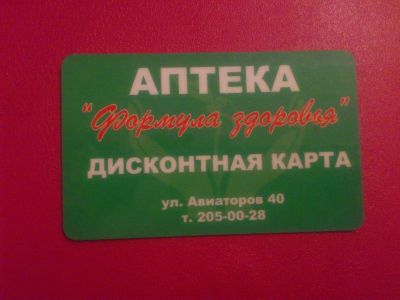 АПТЕКА
"Формула здоровья"
ДИСКОНТНАЯ КАРТА
ул. Авиаторов 40
т. 205-00-28